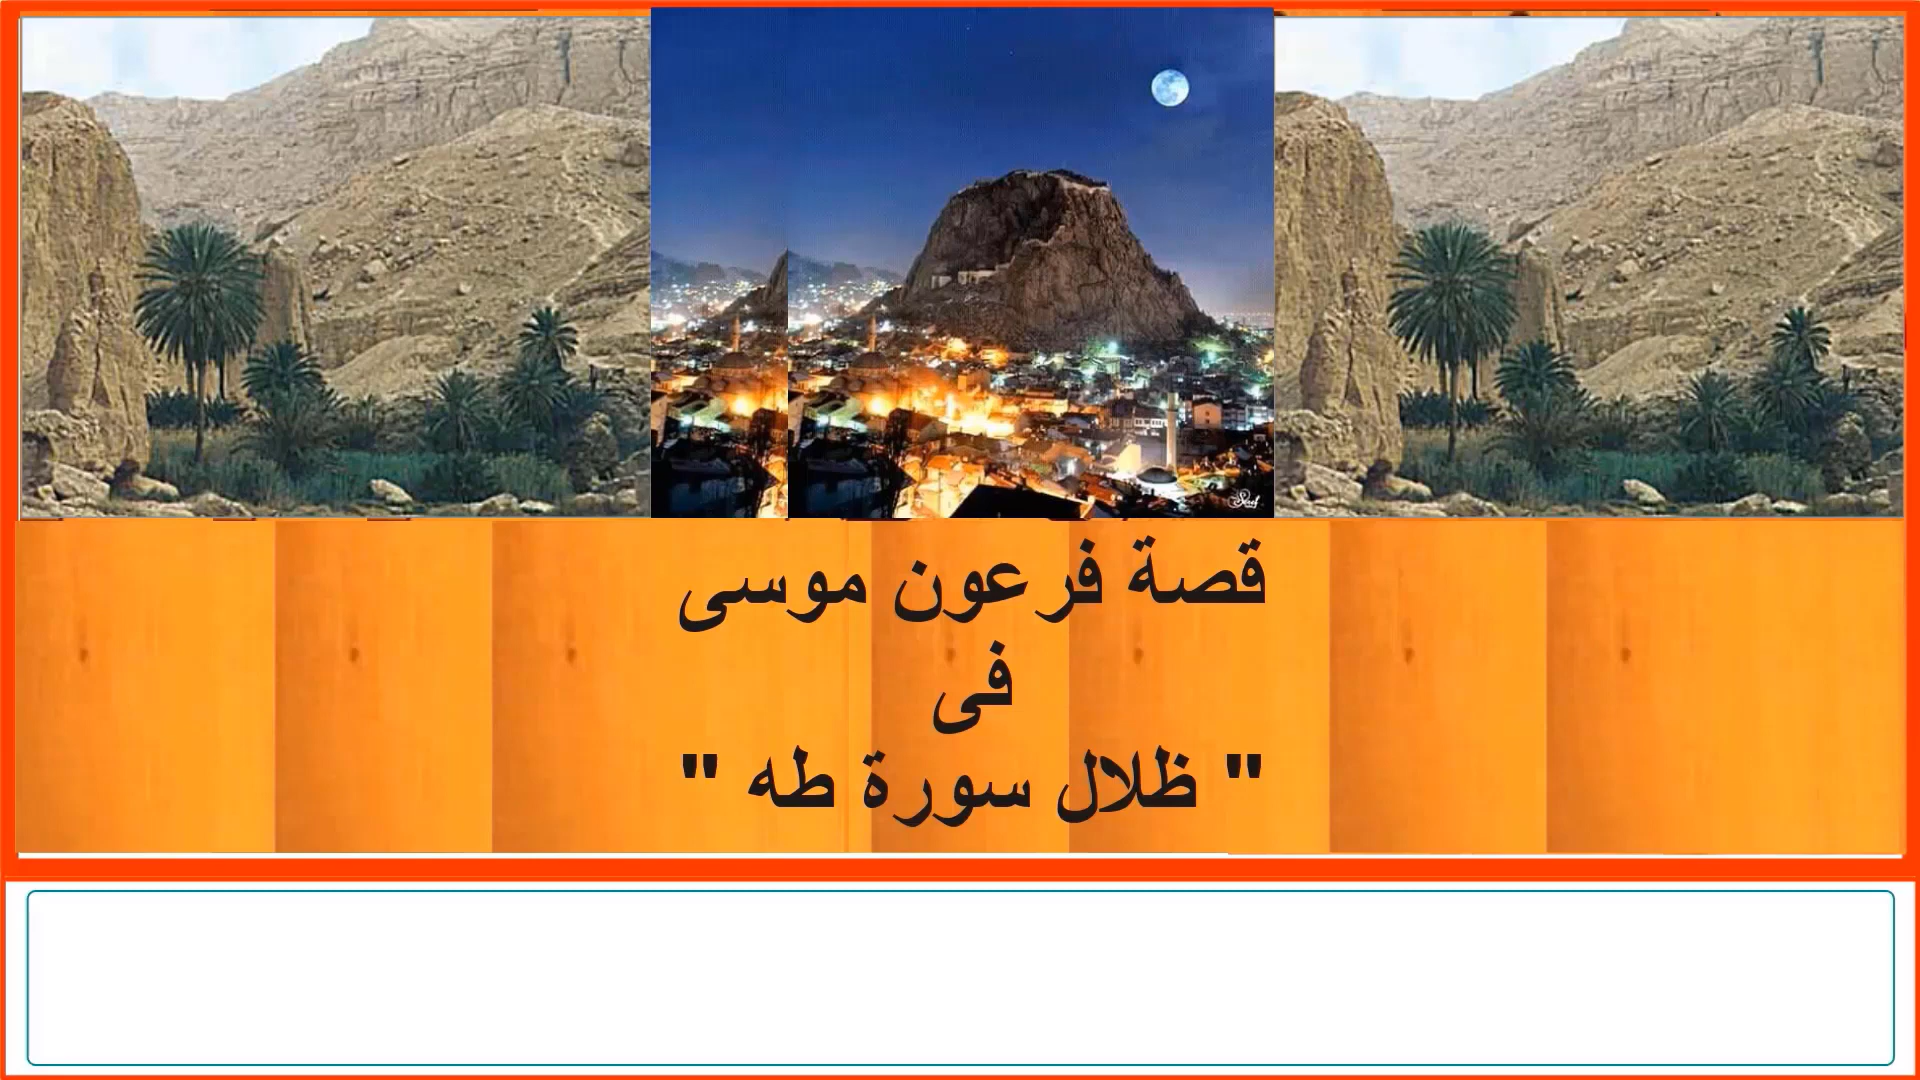 قصة فرعون موسى
فى
" ظلال سورة طه "